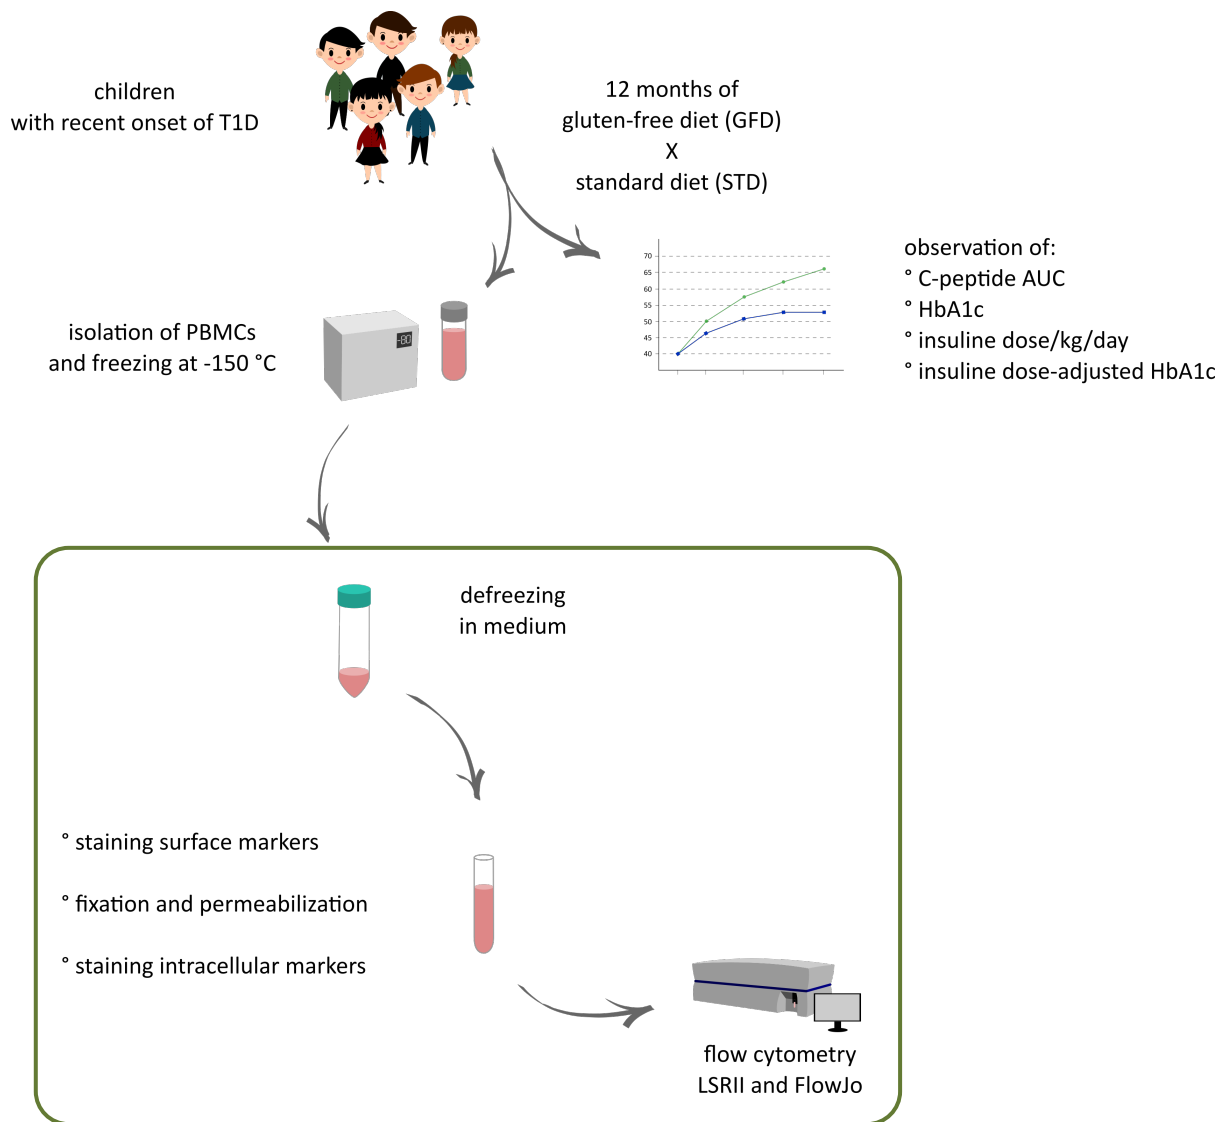 children
with recent onset of T1D
12 months of
gluten-free diet (GFD)
X
standard diet (STD)
isolation of PBMCs
and freezing at -150 °C
-80
70
65
60
55
50
45
40
observation of:
° C-peptide AUC
° HbA1c
° insuline dose/kg/day
° insuline dose-adjusted HbA1c
defreezing
in medium
° staining surface markers
° fixation and permeabilization
° staining intracellular markers
flow cytometry
LSRII and FlowJo